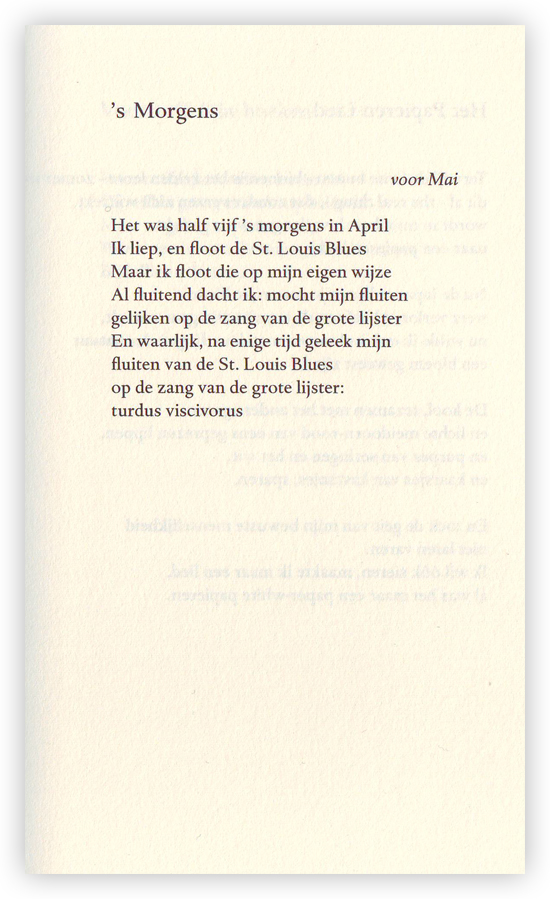 ’s Morgens
voor Mai
Het was half vijf ’s morgens in April
Ik liep, en floot de St. Louis Blues
Maar ik floot die op mijn eigen wijze
Al fluitend dacht ik: mocht mijn fluiten
gelijken op de zang van de grote lijster
En waarlijk, na enige tijd geleek mijn
fluiten van de St. Louis Blues
op de zang van de grote lijster:
turdus viscivorus